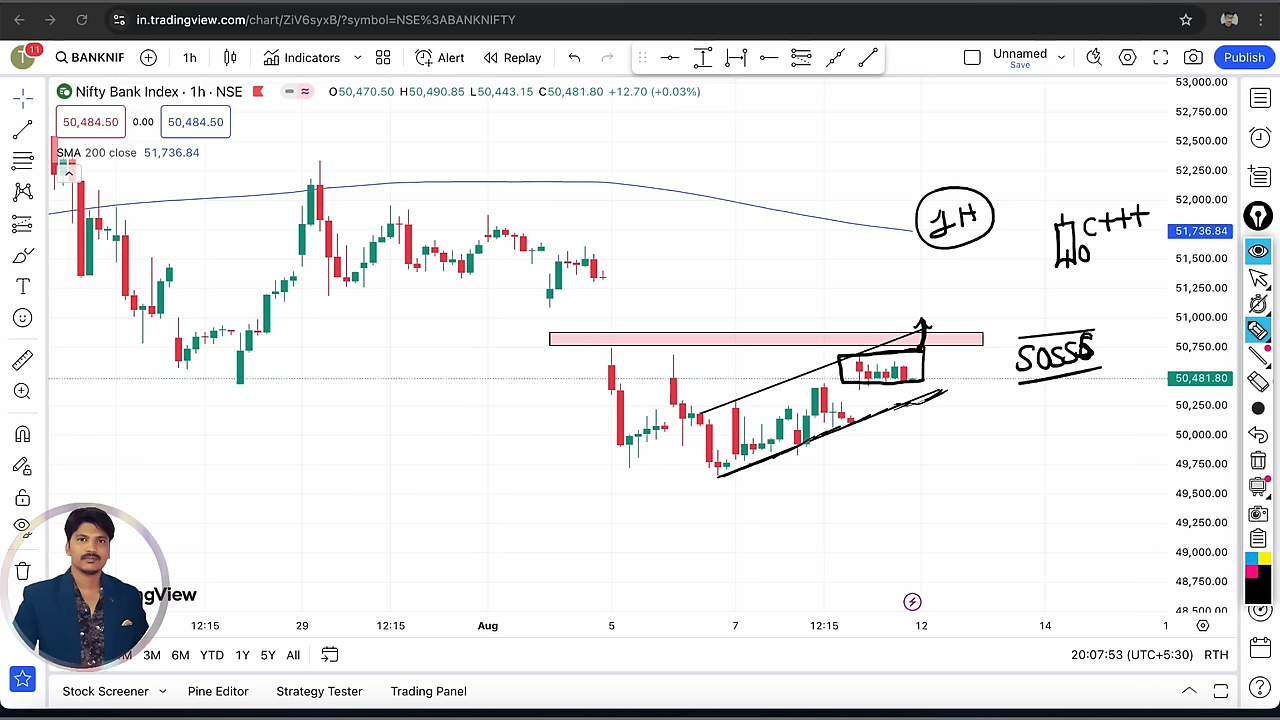 in.tradingview.com/chart/ZiV6syxB/?symbol=NSE%3ABANKNIFTY
T 11 BANKNIF 1h Indicators Alert Replay Unnamed Save Publish
Nifty Bank Index · 1h · NSE O50,470.50 H50,490.85 L50,443.15 C50,481.80 +12.70 (+0.03%)
50,484.50 0.00 50,484.50
SMA 200 close 51,736.84
53,000.00
52,750.00
52,500.00
52,250.00
52,000.00
51,736.84
51,500.00
51,250.00
51,000.00
50,750.00
50,481.80
50,250.00
50,000.00
49,750.00
49,500.00
49,250.00
49,000.00
48,750.00
48,500.00
1H
C+++
O
12:15 29 12:15 Aug 5 7 12:15 12 14 1
M 3M 6M YTD 1Y 5Y All 20:07:53 (UTC+5:30) RTH
Stock Screener Pine Editor Strategy Tester Trading Panel